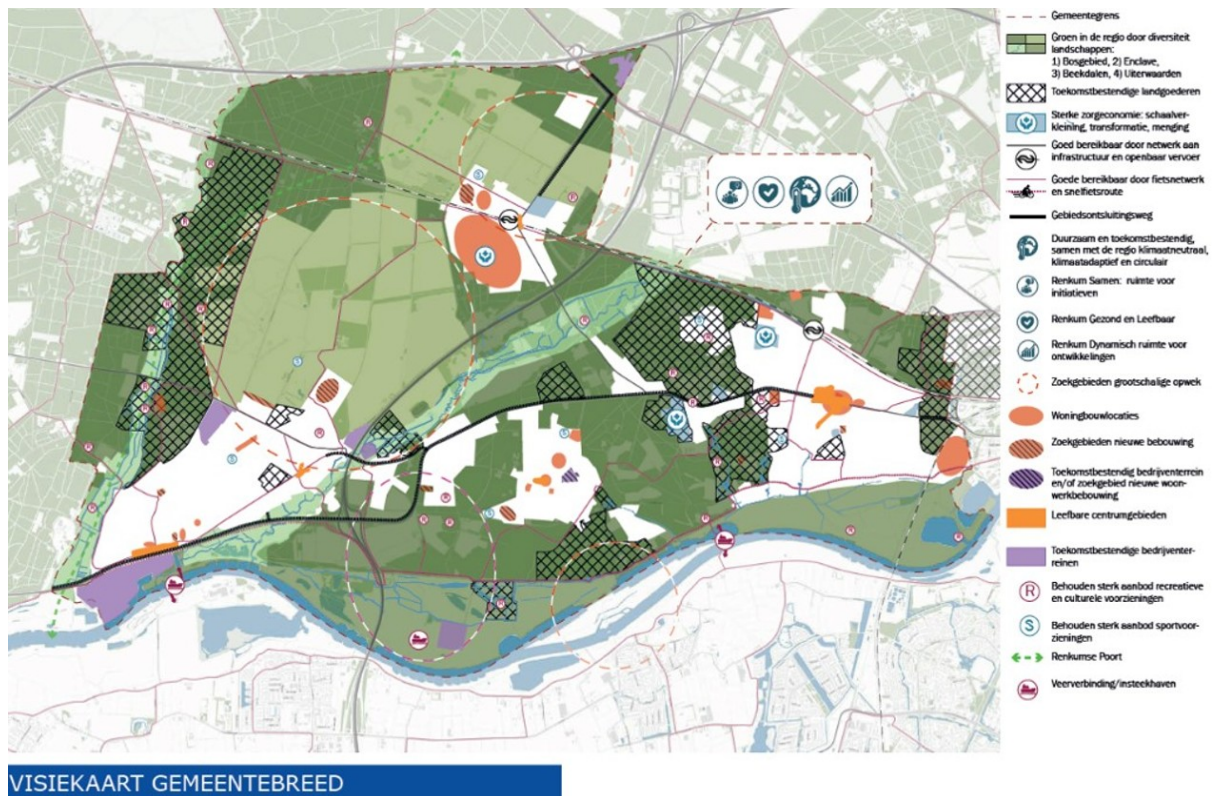 Gemeentegrens
Groen in de regio door diversiteit
landschappen:
1) Bosgebied, 2) Enclave,
3) Beekdalen, 4) Uiterwaarden
Toekomstbestendige landgoederen
Sterke zorgeconomie: schaalver-
kleining, transformatie, menging
Goed bereikbaar door netwerk aan
infrastructuur en openbaar vervoer
Goede bereikbaar door fietsnetwerk
en snelfietsroute
Gebiedsontsluitingsweg
Duurzaam en toekomstbestendig,
samen met de regio klimaatneutraal,
klimaatadaptief en circulair
Renkum Samen: ruimte voor
initiatieven
Renkum Gezond en Leefbaar
Renkum Dynamisch ruimte voor
ontwikkelingen
Zoekgebieden grootschalige opwek
Woningbouwlocaties
Zoekgebieden nieuwe bebouwing
Toekomstbestendig bedrijventerrein
en/of zoekgebied nieuwe woon-
werkbebouwing
Leefbare centrumgebieden
Toekomstbestendige bedrijventer-
reinen
R
Behouden sterk aanbod recreatieve
en culturele voorzieningen
S
Behouden sterk aanbod sportvoor-
zieningen
Renkumse Poort
Veerverbinding/insteekhaven
VISIEKAART GEMEENTEBREED